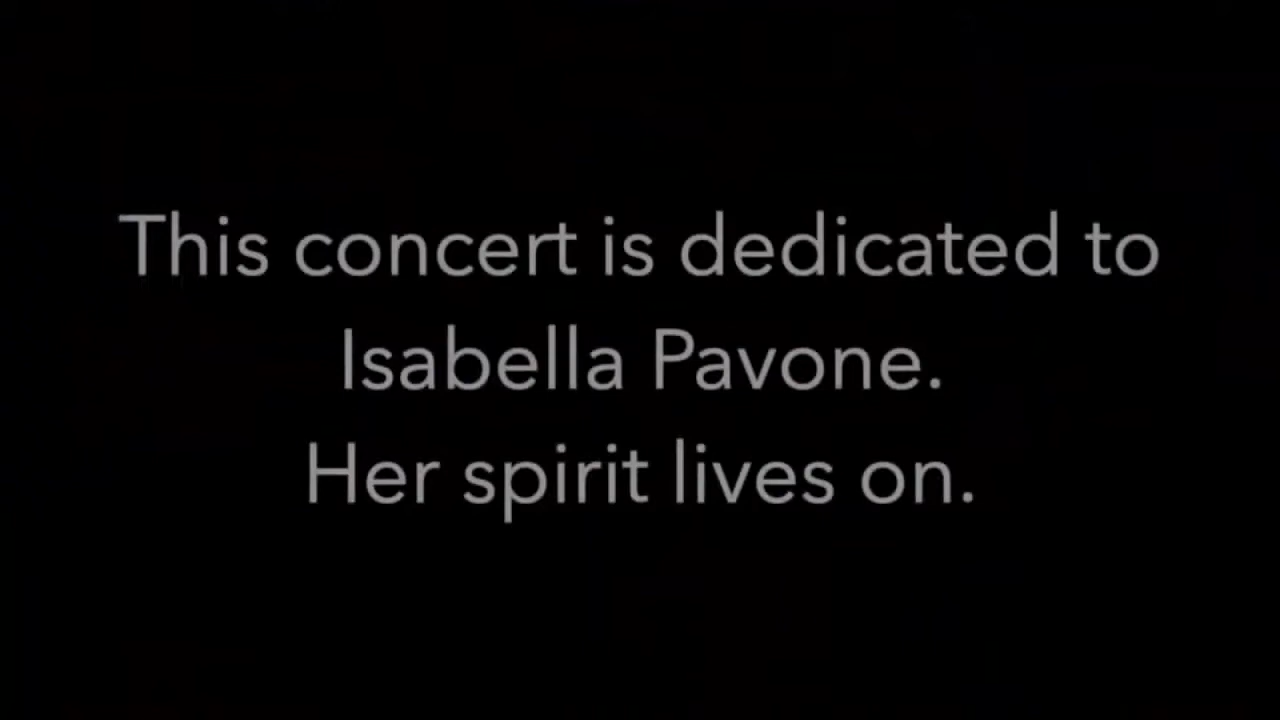 This concert is dedicated to
Isabella Pavone.
Her spirit lives on.